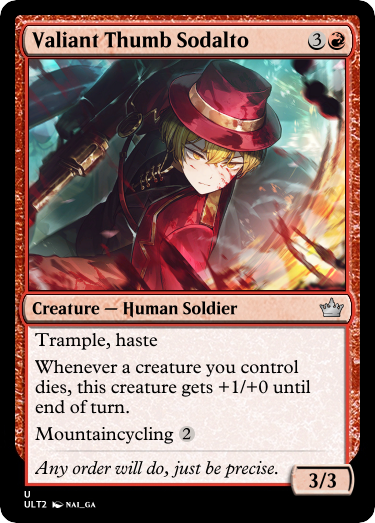 Valiant Thumb Sodalto 3
Creature — Human Soldier
Trample, haste
Whenever a creature you control
dies, this creature gets +1/+0 until
end of turn.
Mountaincycling 2
Any order will do, just be precise.
3/3
U
ULT2 NAI_GA